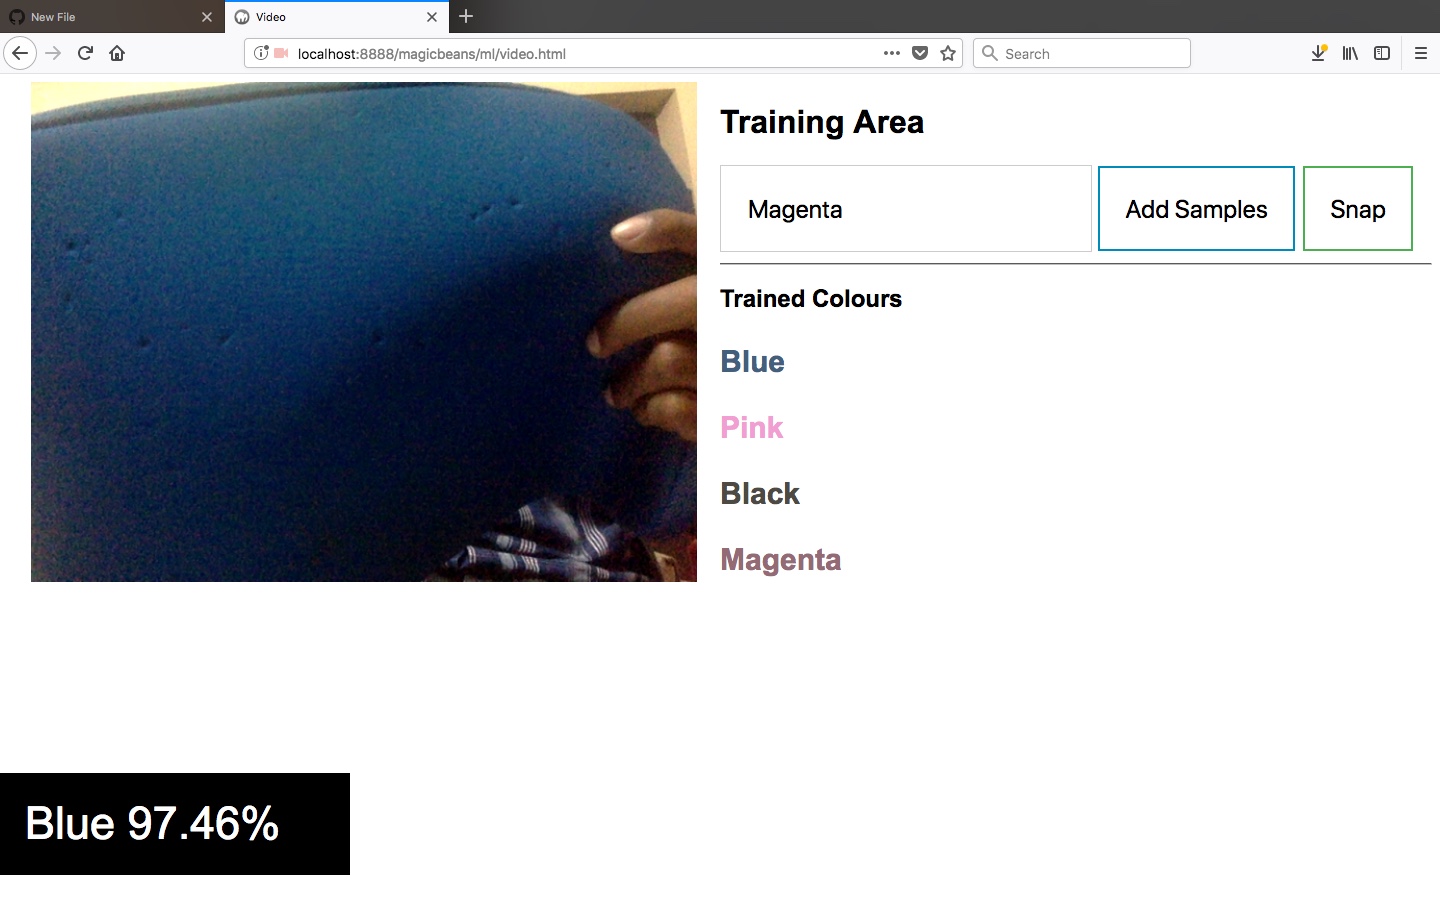 New File
Video
localhost:8888/magicbeans/ml/video.html
Search
Training Area
Magenta
Add Samples
Snap
Trained Colours
Blue
Pink
Black
Magenta
Blue 97.46%